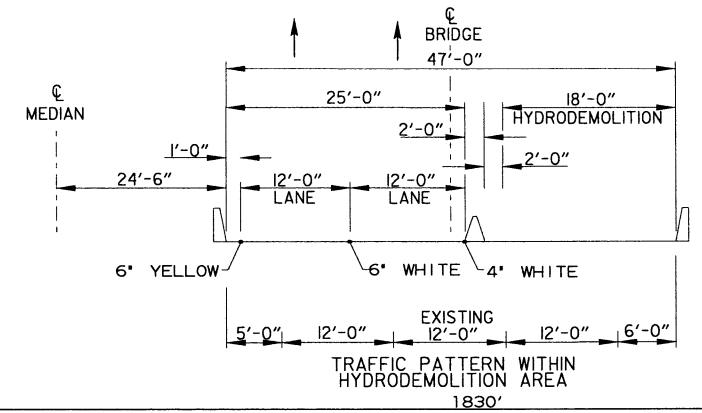 ℄
BRIDGE
47'-0"
℄
MEDIAN
25'-0"
18'-0"
HYDRODEMOLITION
2'-0"
1'-0"
2'-0"
24'-6"
12'-0"
LANE
12'-0"
LANE
6" YELLOW
6" WHITE
4" WHITE
EXISTING
5'-0"
12'-0"
12'-0"
12'-0"
6'-0"
TRAFFIC PATTERN WITHIN
HYDRODEMOLITION AREA
1830'